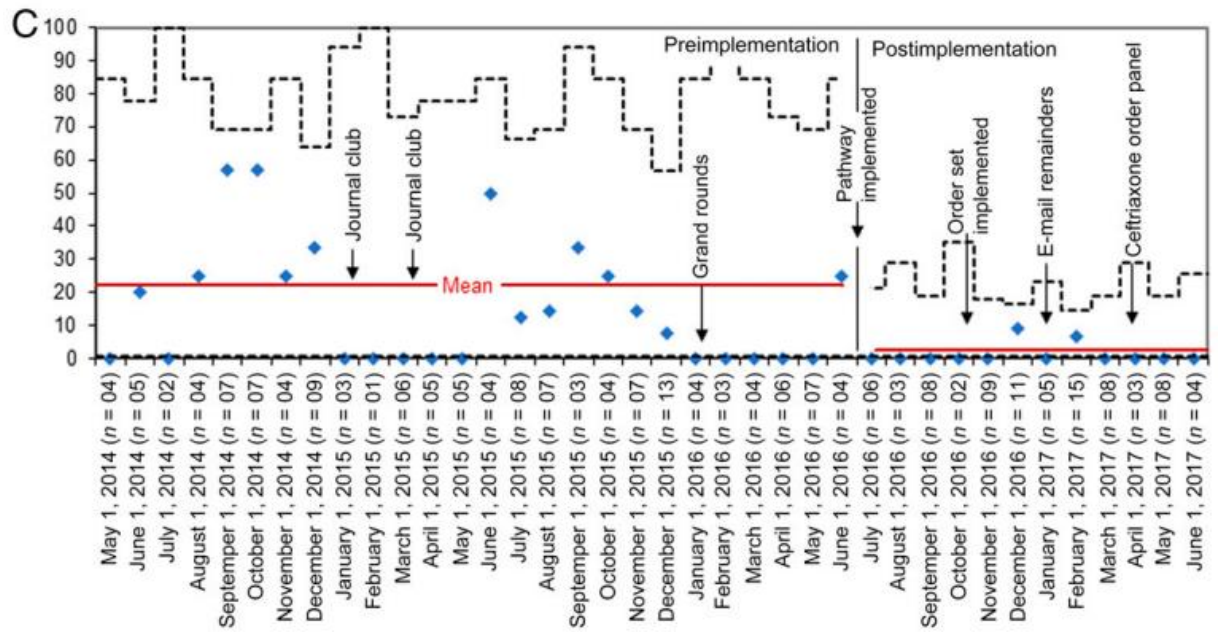 C
100
90
80
70
60
50
40
30
20
10
0
Preimplementation
Postimplementation
Journal club
Journal club
Grand rounds
Pathway
implemented
Order set
implemented
E-mail remainders
Ceftriaxone order panel
Mean
May 1, 2014 (n = 04)
June 1, 2014 (n = 05)
July 1, 2014 (n = 02)
August 1, 2014 (n = 04)
Septemper 1, 2014 (n = 07)
October 1, 2014 (n = 07)
November 1, 2014 (n = 04)
December 1, 2014 (n = 09)
January 1, 2015 (n = 03)
February 1, 2015 (n = 01)
March 1, 2015 (n = 06)
April 1, 2015 (n = 05)
May 1, 2015 (n = 05)
June 1, 2015 (n = 04)
July 1, 2015 (n = 08)
August 1, 2015 (n = 07)
Septemper 1, 2015 (n = 03)
October 1, 2015 (n = 04)
November 1, 2015 (n = 07)
December 1, 2015 (n = 13)
January 1, 2016 (n = 04)
February 1, 2016 (n = 03)
March 1, 2016 (n = 04)
April 1, 2016 (n = 06)
May 1, 2016 (n = 07)
June 1, 2016 (n = 04)
July 1, 2016 (n = 06)
August 1, 2016 (n = 03)
Septemper 1, 2016 (n = 08)
October 1, 2016 (n = 02)
November 1, 2016 (n = 09)
December 1, 2016 (n = 11)
January 1, 2017 (n = 05)
February 1, 2017 (n = 15)
March 1, 2017 (n = 08)
April 1, 2017 (n = 03)
May 1, 2017 (n = 08)
June 1, 2017 (n = 04)